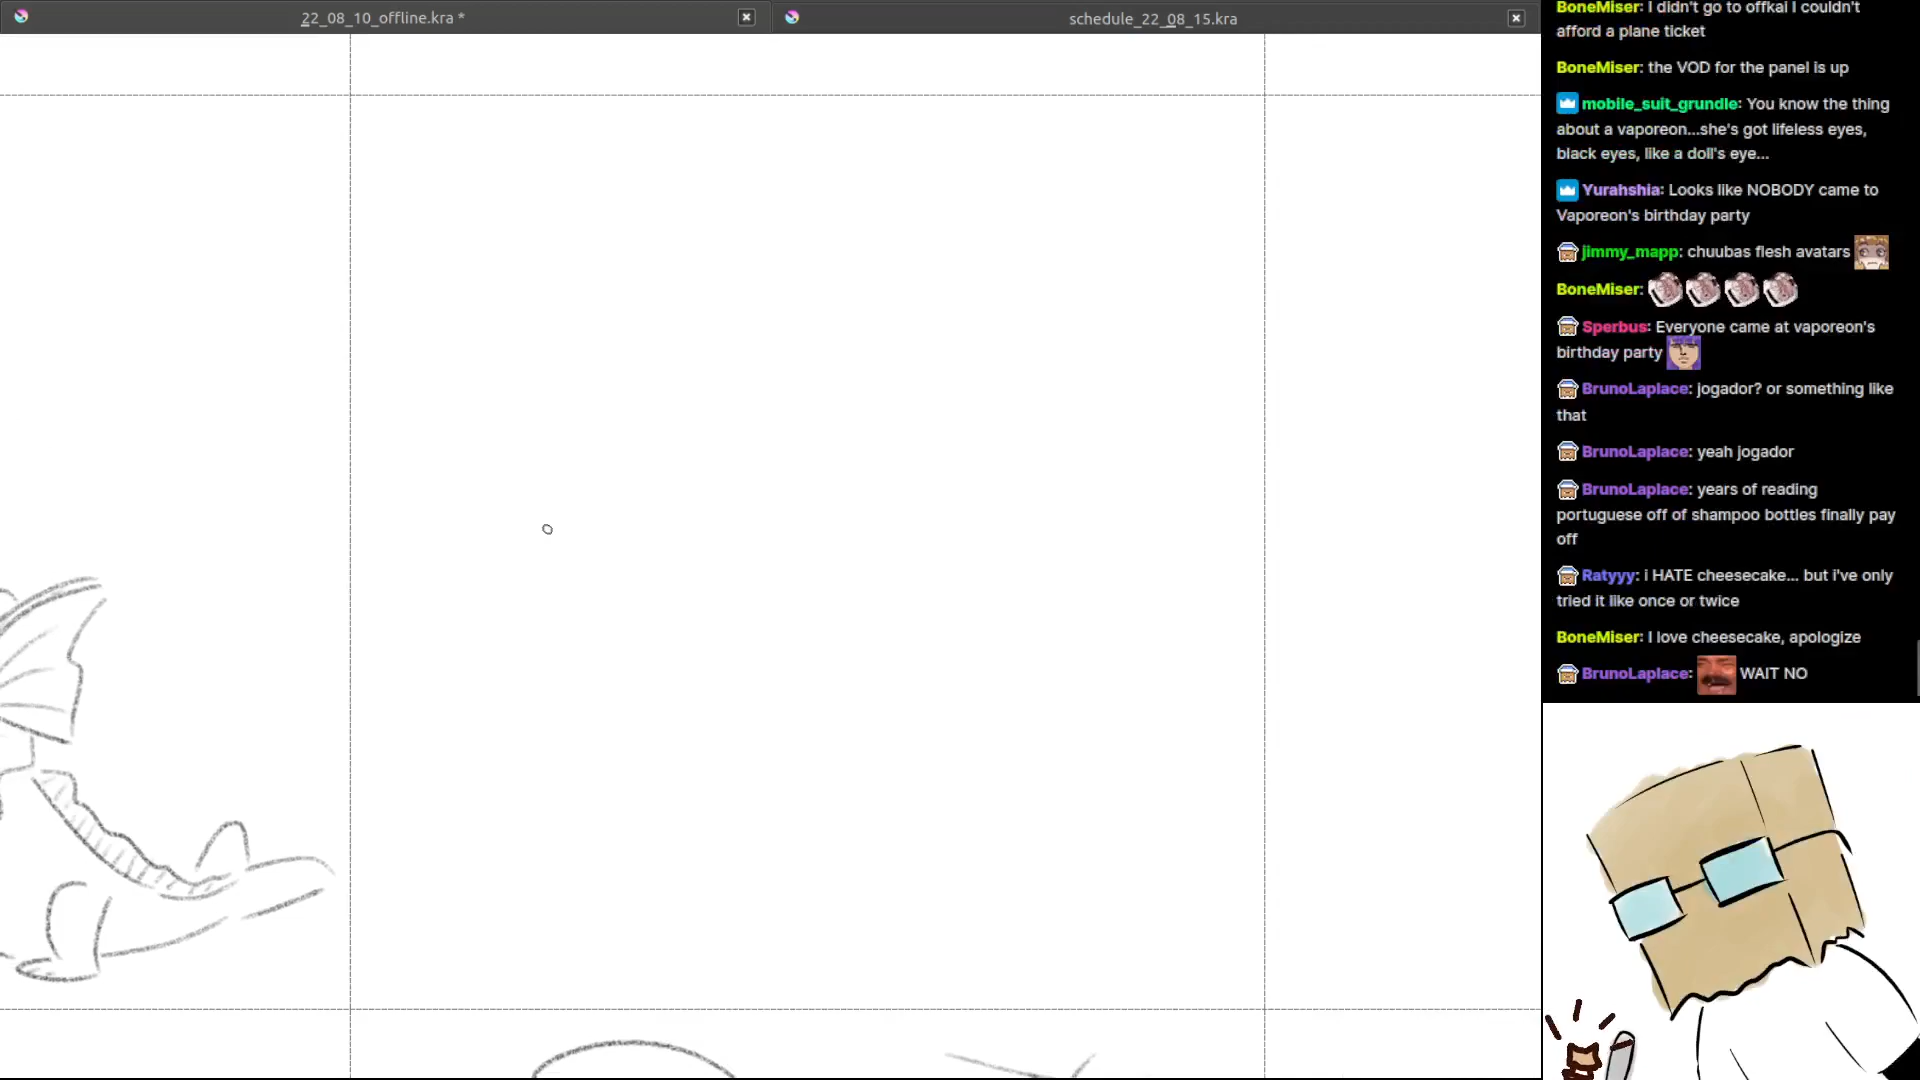 22_08_10_offline.kra *
schedule_22_08_15.kra
BoneMiser: I didn't go to offkai I couldn't
afford a plane ticket
BoneMiser: the VOD for the panel is up
mobile_suit_grundle: You know the thing
about a vaporeon...she's got lifeless eyes,
black eyes, like a doll's eye...
Yurahshia: Looks like NOBODY came to
Vaporeon's birthday party
jimmy_mapp: chuubas flesh avatars
BoneMiser:
Sperbus: Everyone came at vaporeon's
birthday party
BrunoLaplace: jogador? or something like
that
BrunoLaplace: yeah jogador
BrunoLaplace: years of reading
portuguese off of shampoo bottles finally pay
off
Ratyyy: i HATE cheesecake... but i've only
tried it like once or twice
BoneMiser: I love cheesecake, apologize
BrunoLaplace: WAIT NO